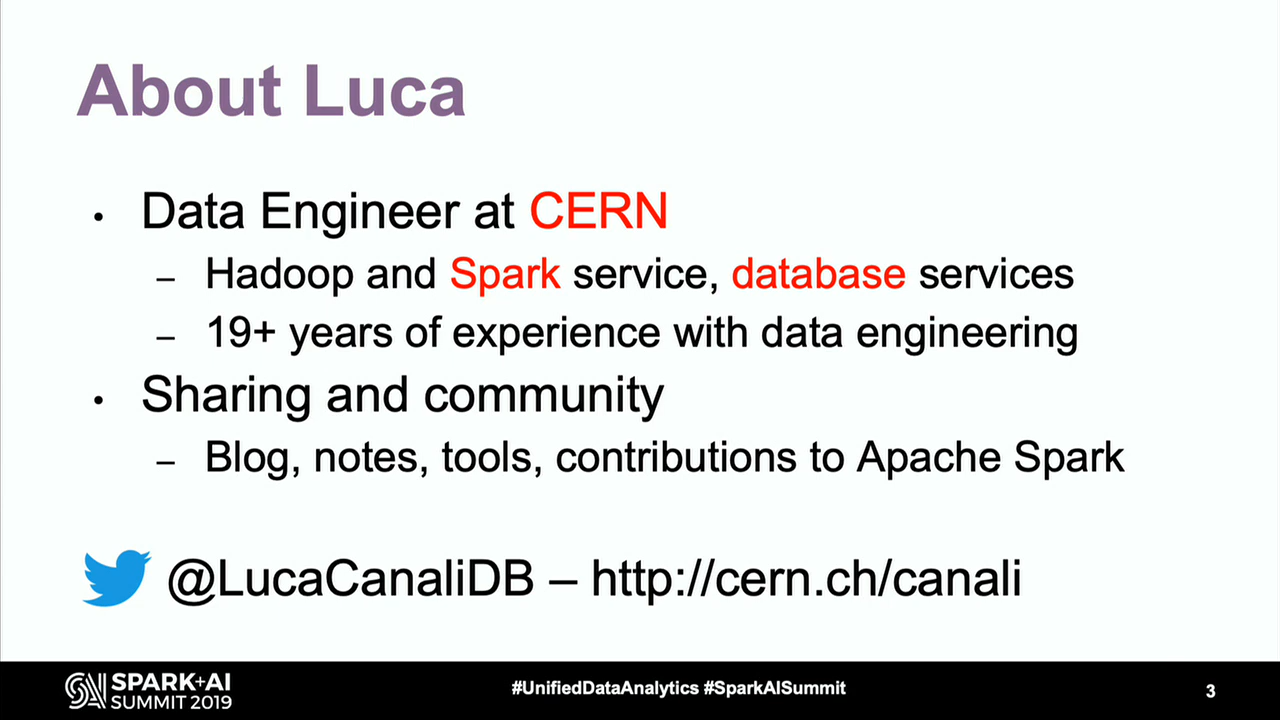 About Luca
• Data Engineer at CERN
– Hadoop and Spark service, database services
– 19+ years of experience with data engineering
• Sharing and community
– Blog, notes, tools, contributions to Apache Spark
@LucaCanaliDB – http://cern.ch/canali
SPARK+AI
SUMMIT 2019
#UnifiedDataAnalytics #SparkAISummit
3